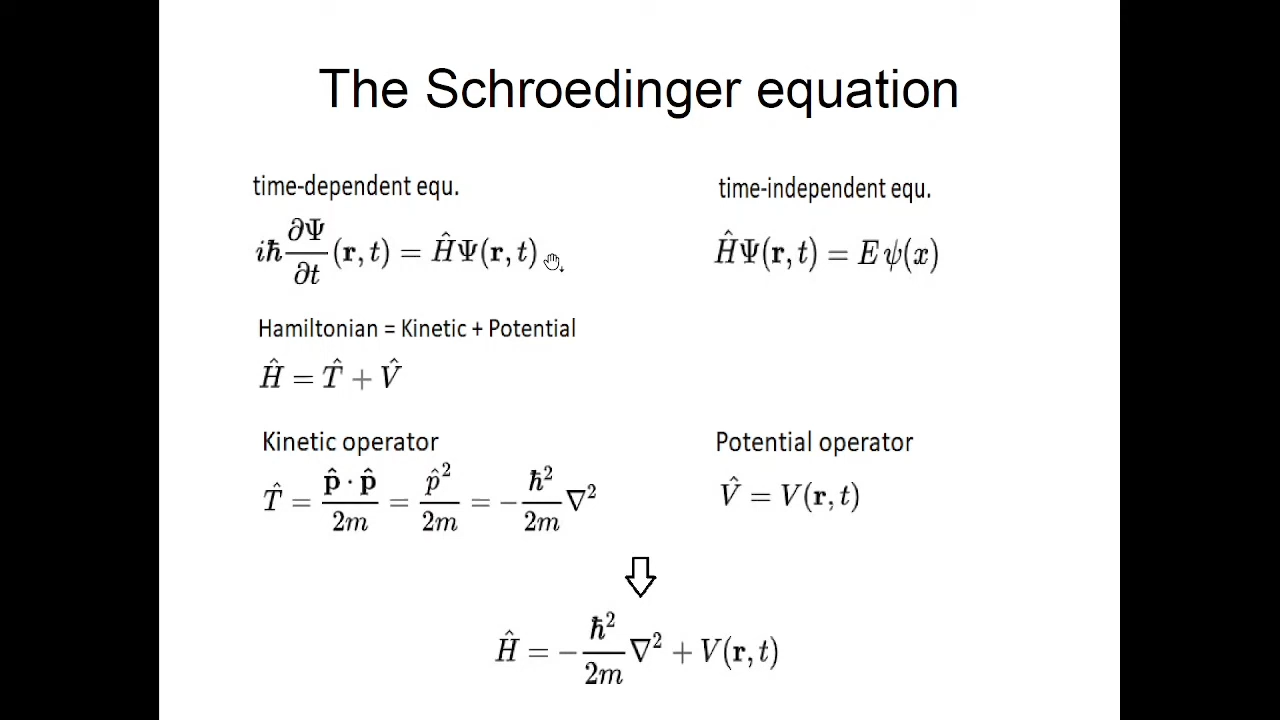 The Schroedinger equation
time-dependent equ.
iħ ∂Ψ/∂t (r, t) = ĤΨ(r, t)
time-independent equ.
ĤΨ(r, t) = E ψ(x)
Hamiltonian = Kinetic + Potential
Ĥ = T̂ + V̂
Kinetic operator
T̂ = p̂ · p̂ / 2m = p̂² / 2m = − ħ² / 2m ∇²
Potential operator
V̂ = V(r, t)
Ĥ = − ħ² / 2m ∇² + V(r, t)